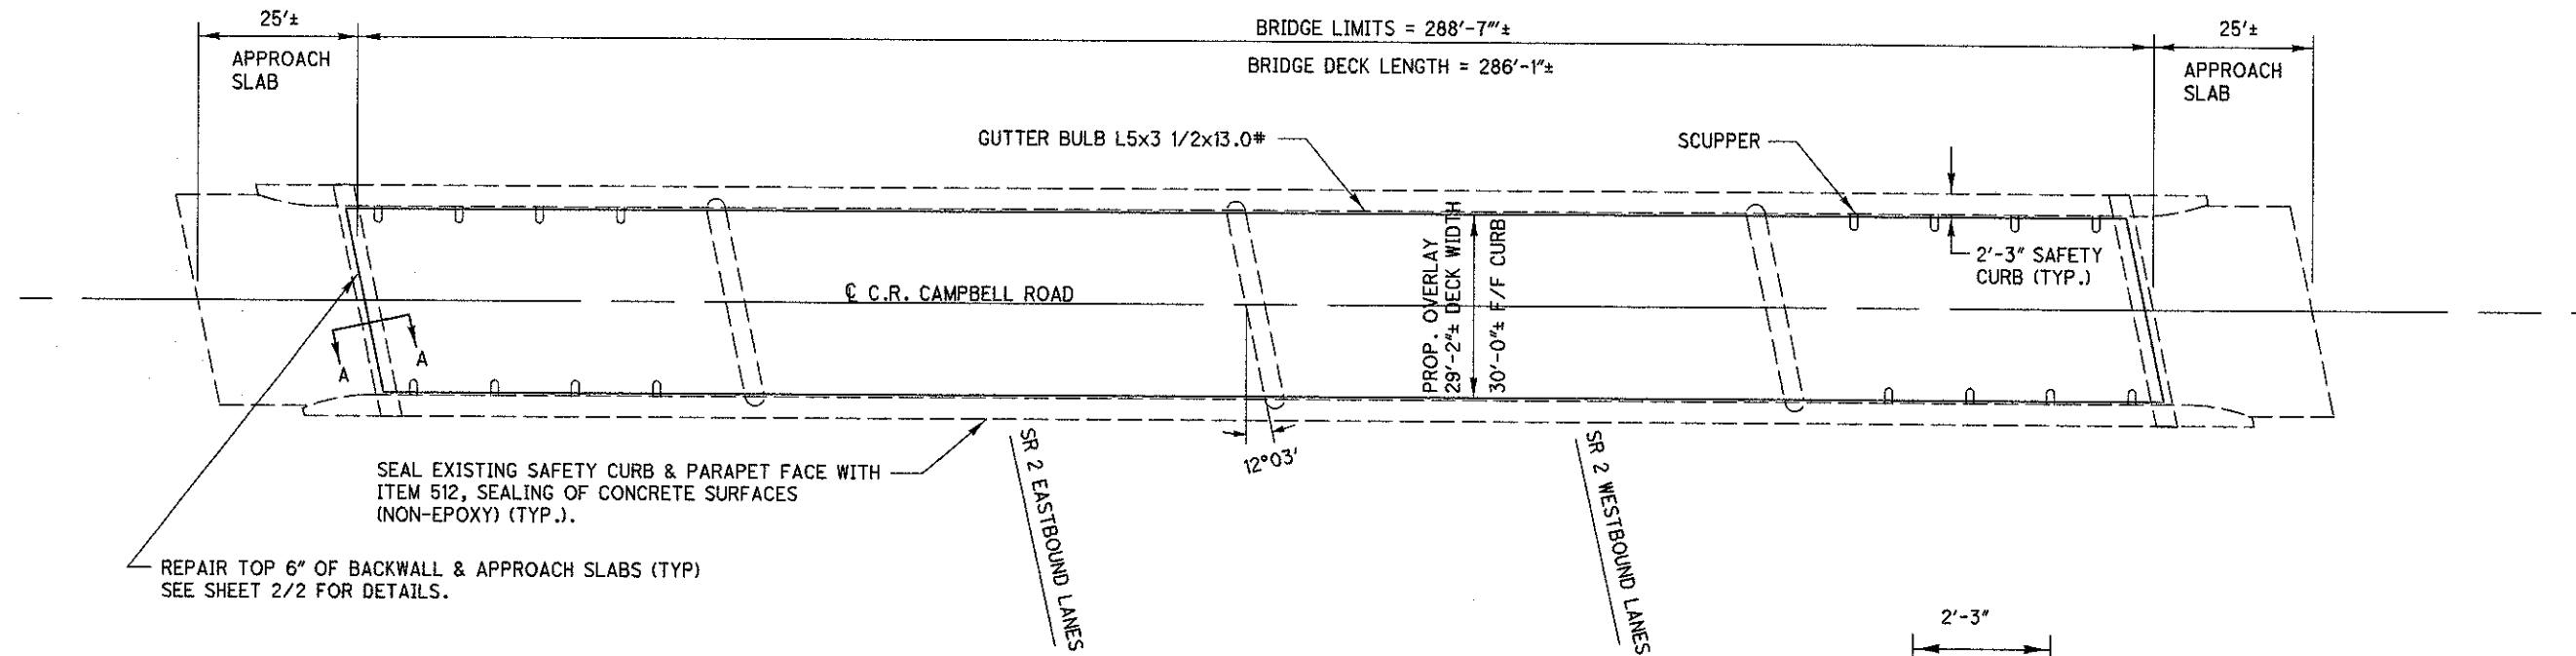 25'±
BRIDGE LIMITS = 288'-7"'±
25'±
APPROACH
SLAB
BRIDGE DECK LENGTH = 286'-1"±
APPROACH
SLAB
GUTTER BULB L5x3 1/2x13.0#
SCUPPER
2'-3" SAFETY
CURB (TYP.)
PROP. OVERLAY
29'-2"± DECK WIDTH
30'-0"± F/F CURB
℄ C.R. CAMPBELL ROAD
A
A
12°03'
SEAL EXISTING SAFETY CURB & PARAPET FACE WITH
ITEM 512, SEALING OF CONCRETE SURFACES
(NON-EPOXY) (TYP.).
SR 2 EASTBOUND LANES
SR 2 WESTBOUND LANES
REPAIR TOP 6" OF BACKWALL & APPROACH SLABS (TYP)
SEE SHEET 2/2 FOR DETAILS.
2'-3"